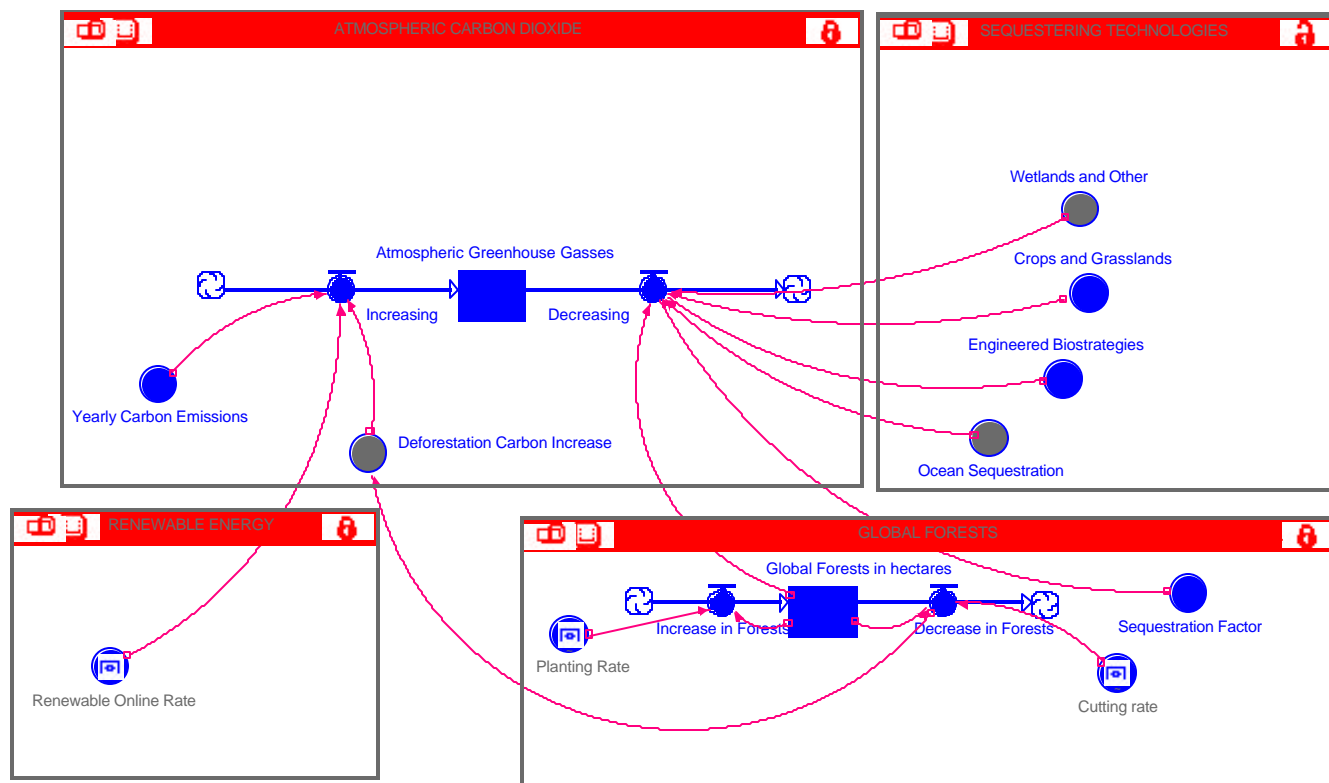 ATMOSPHERIC CARBON DIOXIDE
Atmospheric Greenhouse Gasses
Increasing
Decreasing
Yearly Carbon Emissions
Deforestation Carbon Increase
SEQUESTERING TECHNOLOGIES
Wetlands and Other
Crops and Grasslands
Engineered Biostrategies
Ocean Sequestration
RENEWABLE ENERGY
Renewable Online Rate
GLOBAL FORESTS
Global Forests in hectares
Increase in Forests
Decrease in Forests
Sequestration Factor
Planting Rate
Cutting rate